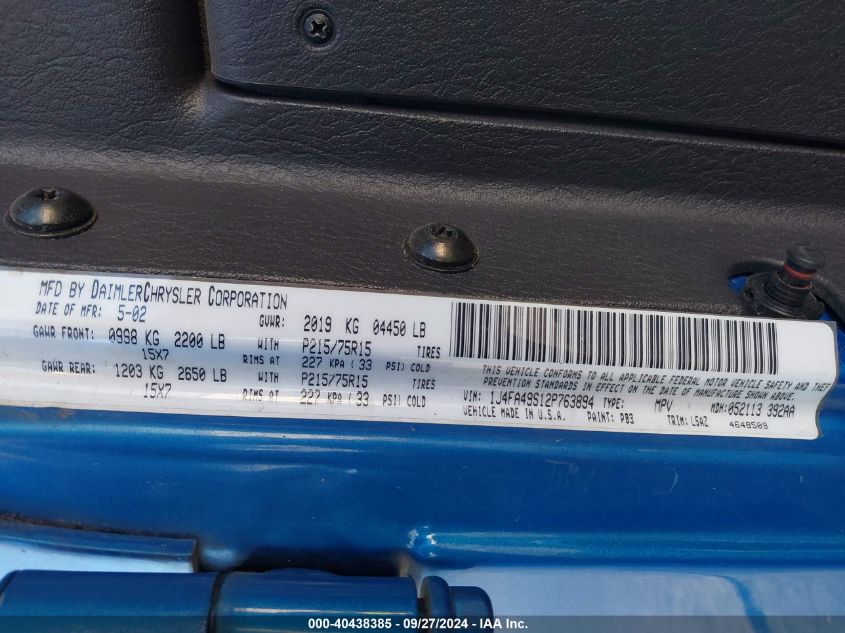 MFD BY DAIMLERCHRYSLER CORPORATION
DATE OF MFR: 5-02 GVWR: 2019 KG 04450 LB
GAWR FRONT: 0998 KG 2200 LB WITH P215/75R15 TIRES
15X7 RIMS AT 227 KPA ( 33 PSI) COLD
GAWR REAR: 1203 KG 2650 LB WITH P215/75R15 TIRES
15X7 RIMS AT 227 KPA ( 33 PSI) COLD
THIS VEHICLE CONFORMS TO ALL APPLICABLE FEDERAL MOTOR VEHICLE SAFETY AND THEFT
PREVENTION STANDARDS IN EFFECT ON THE DATE OF MANUFACTURE SHOWN ABOVE.
VIN: 1J4FA49S12P763894 TYPE: MPV MDH: 052113 392AA
VEHICLE MADE IN U.S.A. PAINT: PB3 TRIM: LSAZ 4648509
000-40438385 - 09/27/2024 - IAA Inc.